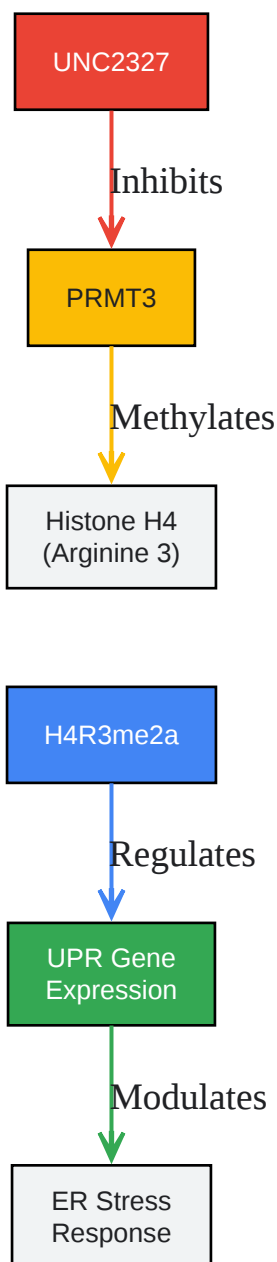 UNC2327
Inhibits
PRMT3
Methylates
Histone H4
(Arginine 3)
H4R3me2a
Regulates
UPR Gene
Expression
Modulates
ER Stress
Response